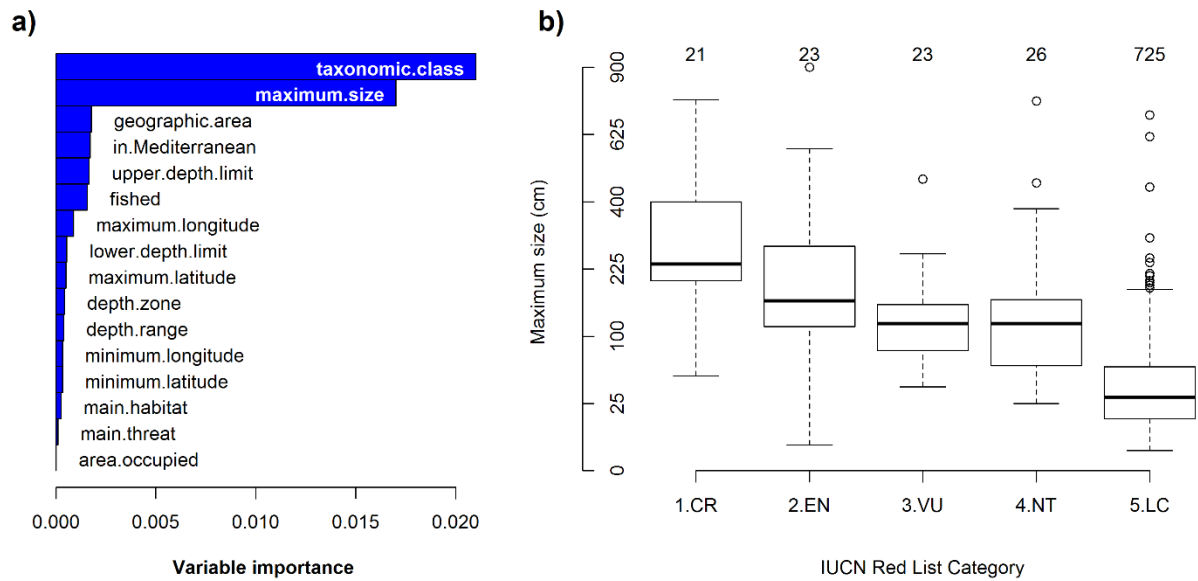 a)
taxonomic.class
maximum.size
geographic.area
in.Mediterranean
upper.depth.limit
fished
maximum.longitude
lower.depth.limit
maximum.latitude
depth.zone
depth.range
minimum.longitude
minimum.latitude
main.habitat
main.threat
area.occupied
0.000 0.005 0.010 0.015 0.020
Variable importance
b)
21 23 23 26 725
Maximum size (cm)
900
625
400
225
100
25
0
1.CR 2.EN 3.VU 4.NT 5.LC
IUCN Red List Category